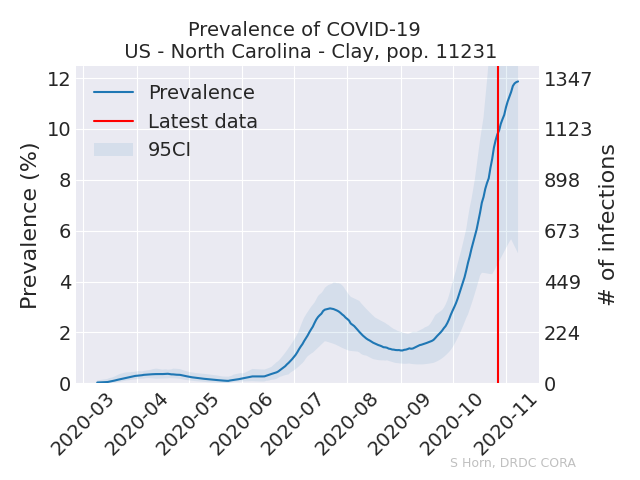 Prevalence of COVID-19
US - North Carolina - Clay, pop. 11231
Prevalence
Latest data
95CI
Prevalence (%)
12
10
8
6
4
2
0
1347
1123
898
673
449
224
0
# of infections
2020-03
2020-04
2020-05
2020-06
2020-07
2020-08
2020-09
2020-10
2020-11
S Horn, DRDC CORA